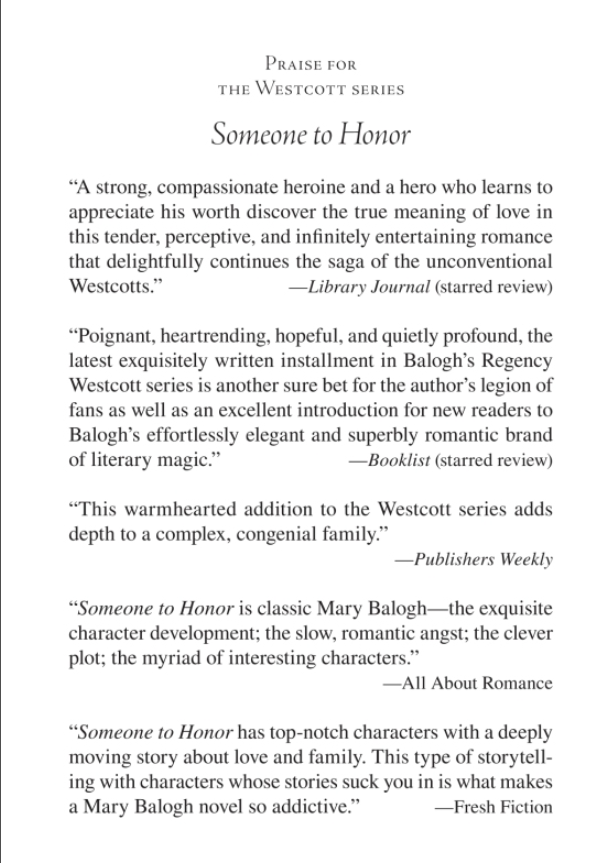 Praise for
the Westcott series
Someone to Honor
“A strong, compassionate heroine and a hero who learns to
appreciate his worth discover the true meaning of love in
this tender, perceptive, and infinitely entertaining romance
that delightfully continues the saga of the unconventional
Westcotts.” —Library Journal (starred review)
“Poignant, heartrending, hopeful, and quietly profound, the
latest exquisitely written installment in Balogh’s Regency
Westcott series is another sure bet for the author’s legion of
fans as well as an excellent introduction for new readers to
Balogh’s effortlessly elegant and superbly romantic brand
of literary magic.” —Booklist (starred review)
“This warmhearted addition to the Westcott series adds
depth to a complex, congenial family.”
—Publishers Weekly
“Someone to Honor is classic Mary Balogh—the exquisite
character development; the slow, romantic angst; the clever
plot; the myriad of interesting characters.”
—All About Romance
“Someone to Honor has top-notch characters with a deeply
moving story about love and family. This type of storytell-
ing with characters whose stories suck you in is what makes
a Mary Balogh novel so addictive.” —Fresh Fiction